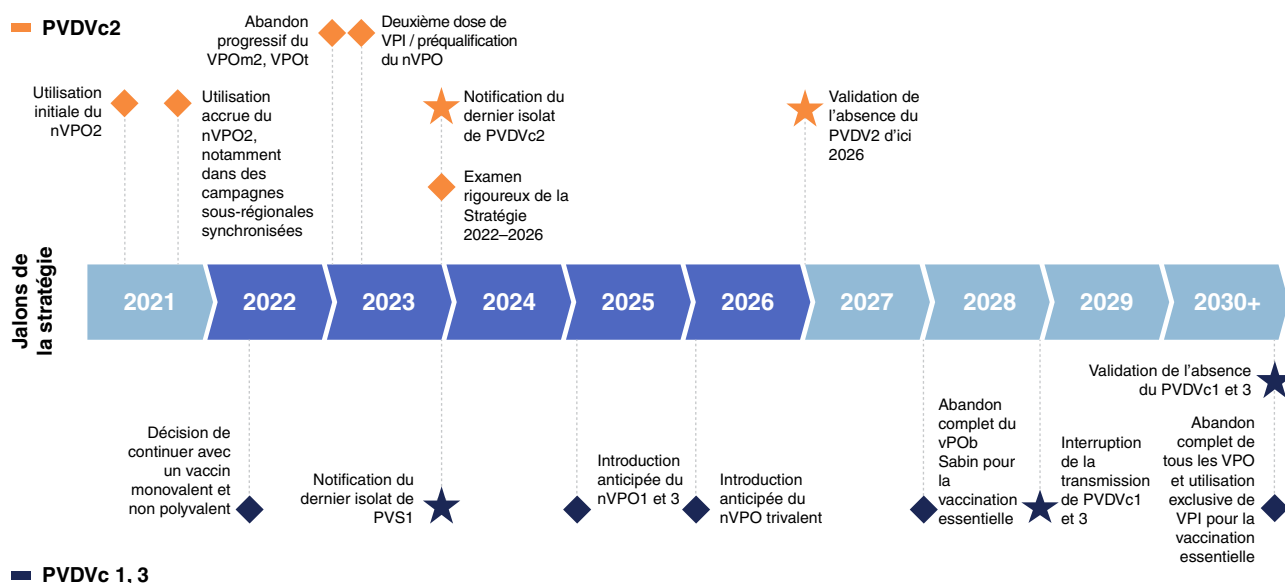 PVDVc2
Utilisation
initiale du
nVPO2
Utilisation
accrue du
nVPO2,
notamment
dans des
campagnes
sous-régionales
synchronisées
Abandon
progressif du
VPOm2, VPOt
Deuxième dose de
VPI / préqualification
du nVPO
Notification du
dernier isolat
de PVDVc2
Examen
rigoureux de la
Stratégie
2022–2026
Validation de
l’absence du
PVDV2 d’ici
2026
Jalons de
la stratégie
2021
2022
2023
2024
2025
2026
2027
2028
2029
2030+
Décision de
continuer avec
un vaccin
monovalent et
non polyvalent
Notification du
dernier isolat de
PVS1
Introduction
anticipée du
nVPO1 et 3
Introduction
anticipée du
nVPO trivalent
Abandon
complet du
vPOb
Sabin pour
la
vaccination
essentielle
Interruption
de la
transmission
de PVDVc1
et 3
Validation de l’absence
du PVDVc1 et 3
Abandon
complet de
tous les VPO
et utilisation
exclusive de
VPI pour la
vaccination
essentielle
PVDVc 1, 3